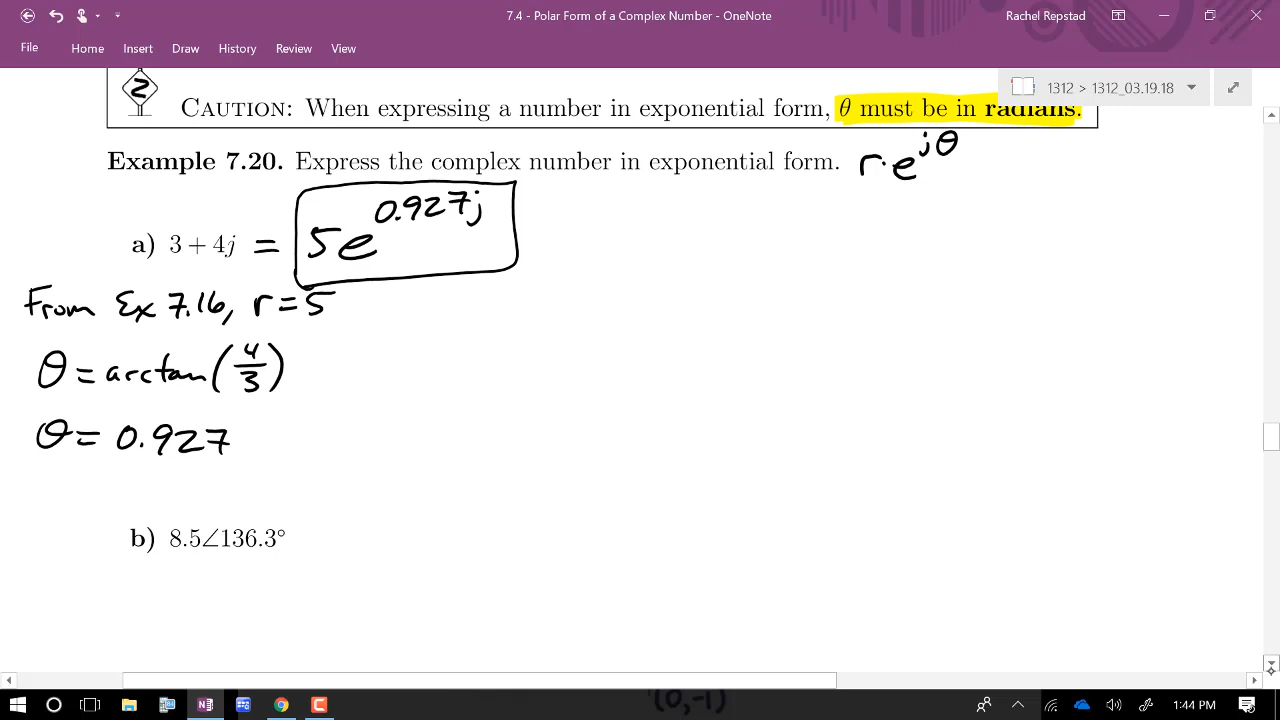 7.4 - Polar Form of a Complex Number - OneNote
Rachel Repstad
File Home Insert Draw History Review View
1312 > 1312_03.19.18
Z
CAUTION: When expressing a number in exponential form, θ must be in radians.
Example 7.20. Express the complex number in exponential form. r·e^{jθ}
a) 3 + 4j = 5e^{0.927j}
From Ex 7.16, r = 5
θ = arctan(4/3)
θ = 0.927
b) 8.5∠136.3°
(0,-1)
1:44 PM